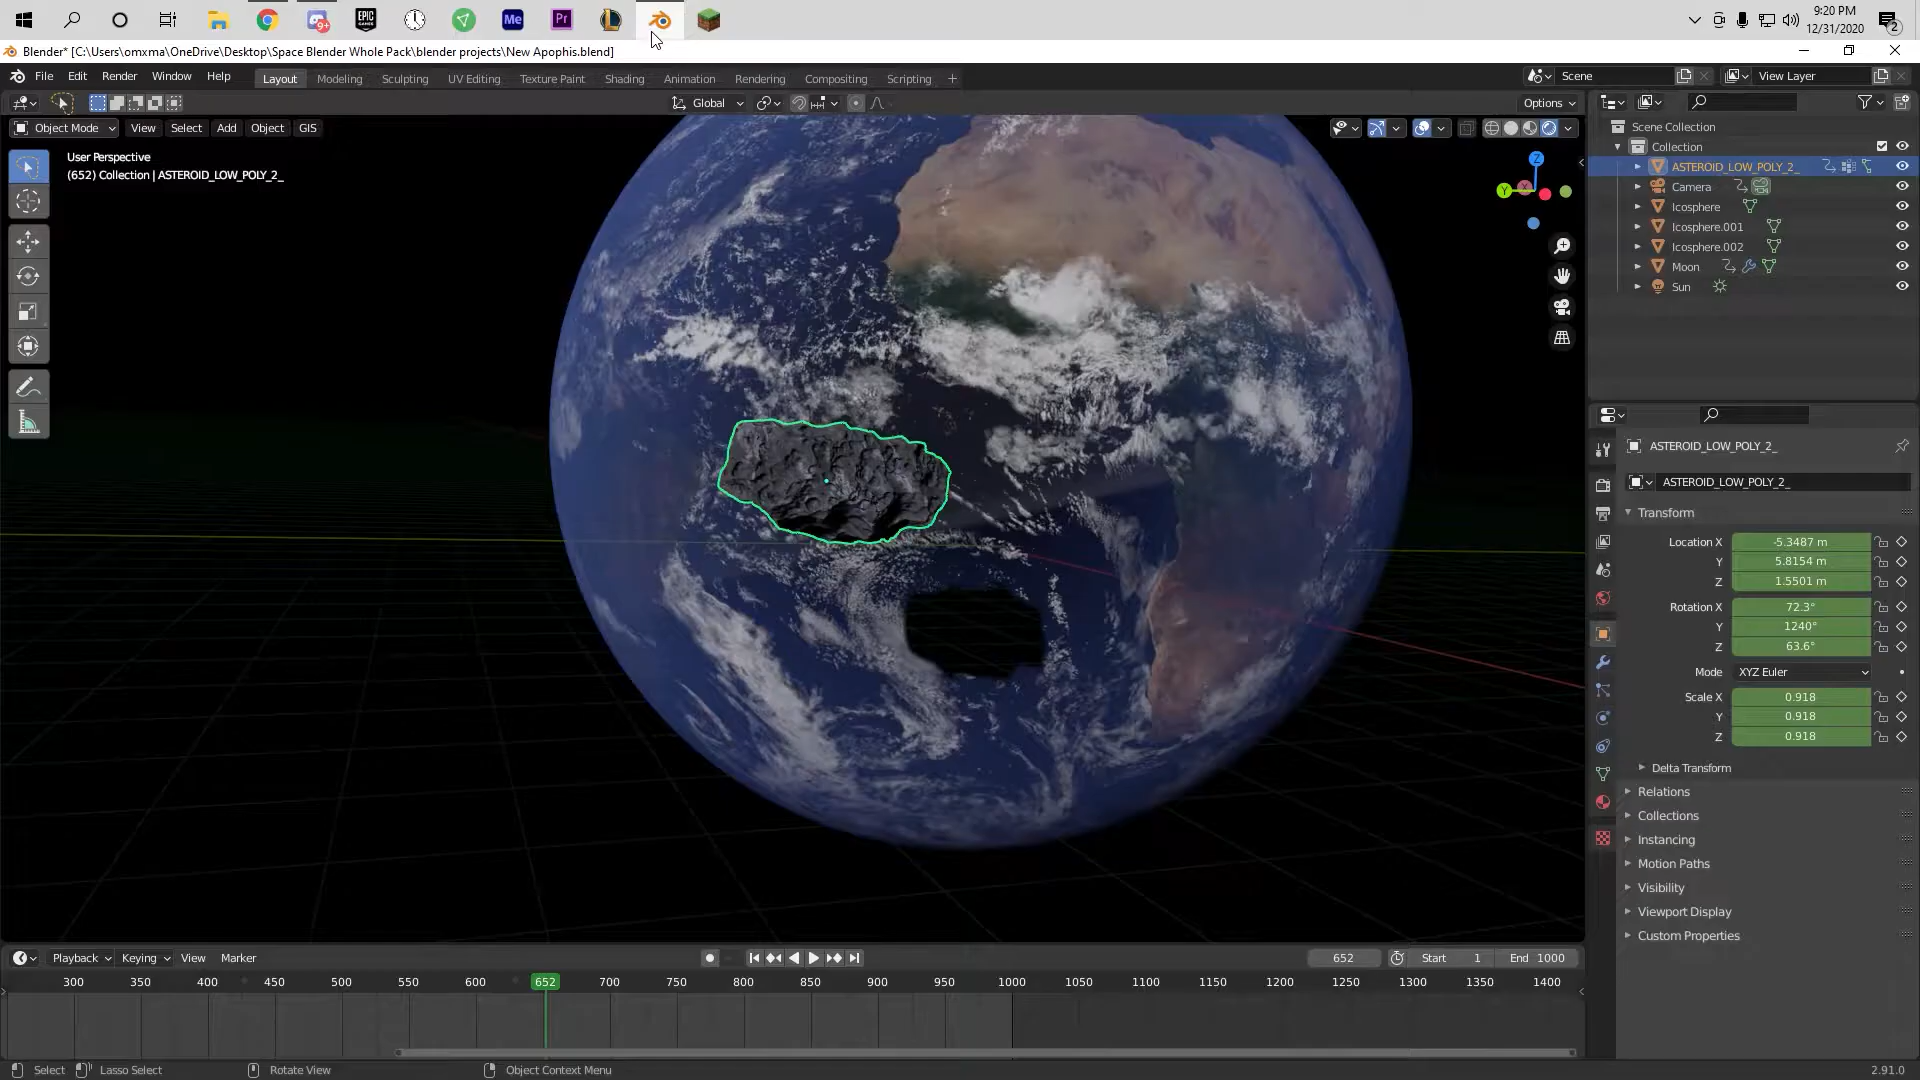 EPIC GAMES
9+
Me
Pr
9:20 PM
12/31/2020
2
Blender* [C:\Users\omxma\OneDrive\Desktop\Space Blender Whole Pack\blender projects\New Apophis.blend]
File Edit Render Window Help Layout Modeling Sculpting UV Editing Texture Paint Shading Animation Rendering Compositing Scripting + Scene View Layer
Global Options
Object Mode View Select Add Object GIS
User Perspective
(652) Collection | ASTEROID_LOW_POLY_2_
Z
Y
X
Scene Collection
Collection
ASTEROID_LOW_POLY_2_
Camera
Icosphere
Icosphere.001
Icosphere.002
Moon
Sun
ASTEROID_LOW_POLY_2_
ASTEROID_LOW_POLY_2_
Transform
Location X -5.3487 m
Y 5.8154 m
Z 1.5501 m
Rotation X 72.3°
Y 1240°
Z 63.6°
Mode XYZ Euler
Scale X 0.918
Y 0.918
Z 0.918
Delta Transform
Relations
Collections
Instancing
Motion Paths
Visibility
Viewport Display
Custom Properties
Playback Keying View Marker 652 Start 1 End 1000
300 350 400 450 500 550 600 652 700 750 800 850 900 950 1000 1050 1100 1150 1200 1250 1300 1350 1400
Select Lasso Select Rotate View Object Context Menu 2.91.0